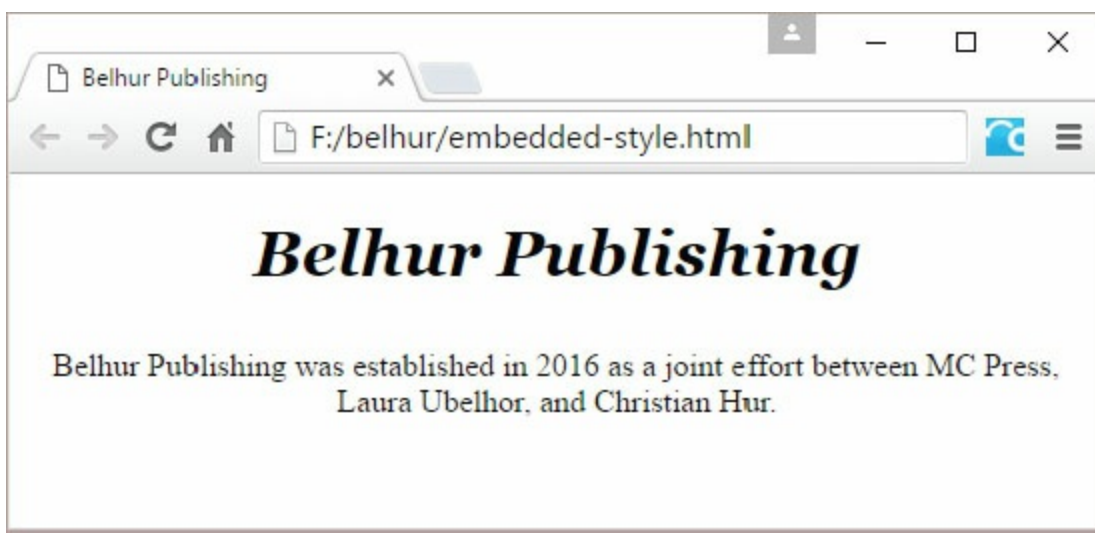 Belhur Publishing
F:/belhur/embedded-style.html
Belhur Publishing
Belhur Publishing was established in 2016 as a joint effort between MC Press,
Laura Ubelhor, and Christian Hur.